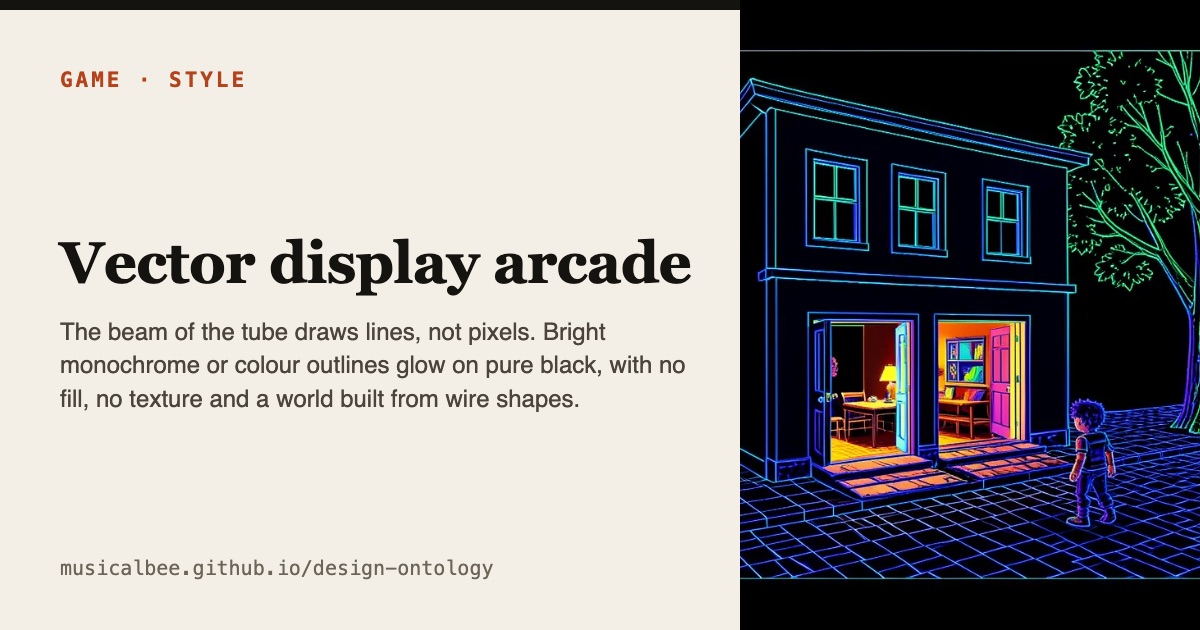 GAME · STYLE
Vector display arcade
The beam of the tube draws lines, not pixels. Bright
monochrome or colour outlines glow on pure black, with no
fill, no texture and a world built from wire shapes.
musicalbee.github.io/design-ontology